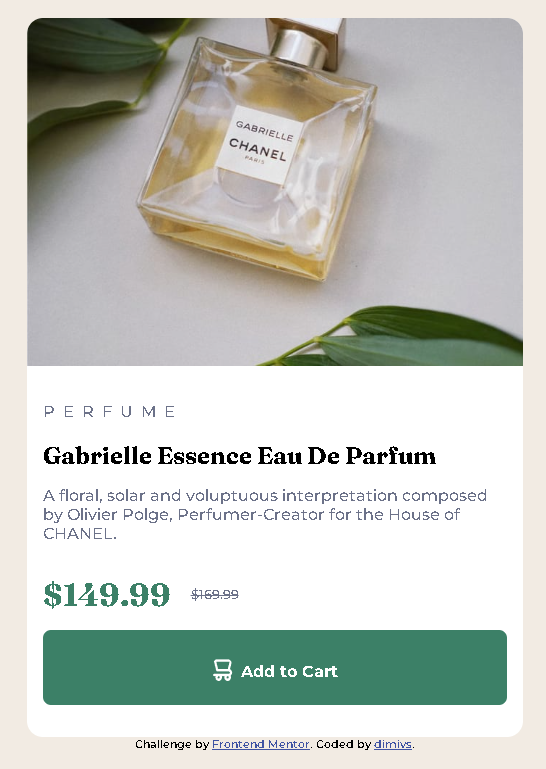 GABRIELLE
CHANEL
PARIS
PERFUME
Gabrielle Essence Eau De Parfum
A floral, solar and voluptuous interpretation composed
by Olivier Polge, Perfumer-Creator for the House of
CHANEL.
$149.99 $169.99
Add to Cart
Challenge by Frontend Mentor. Coded by dimivs.